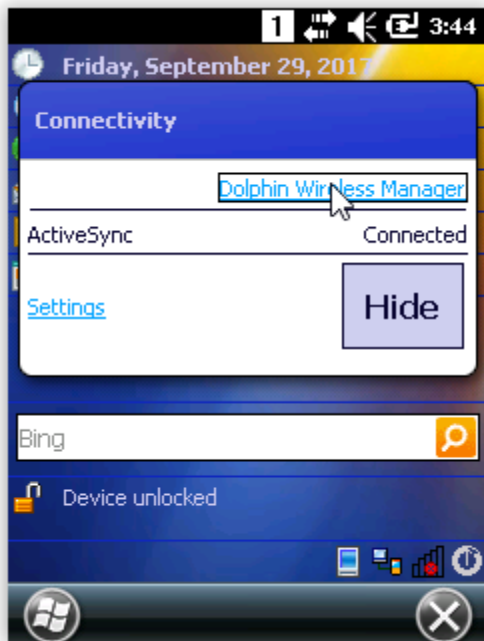 1 3:44
Friday, September 29, 2017
Connectivity
Dolphin Wireless Manager
ActiveSync Connected
Settings Hide
Bing
Device unlocked